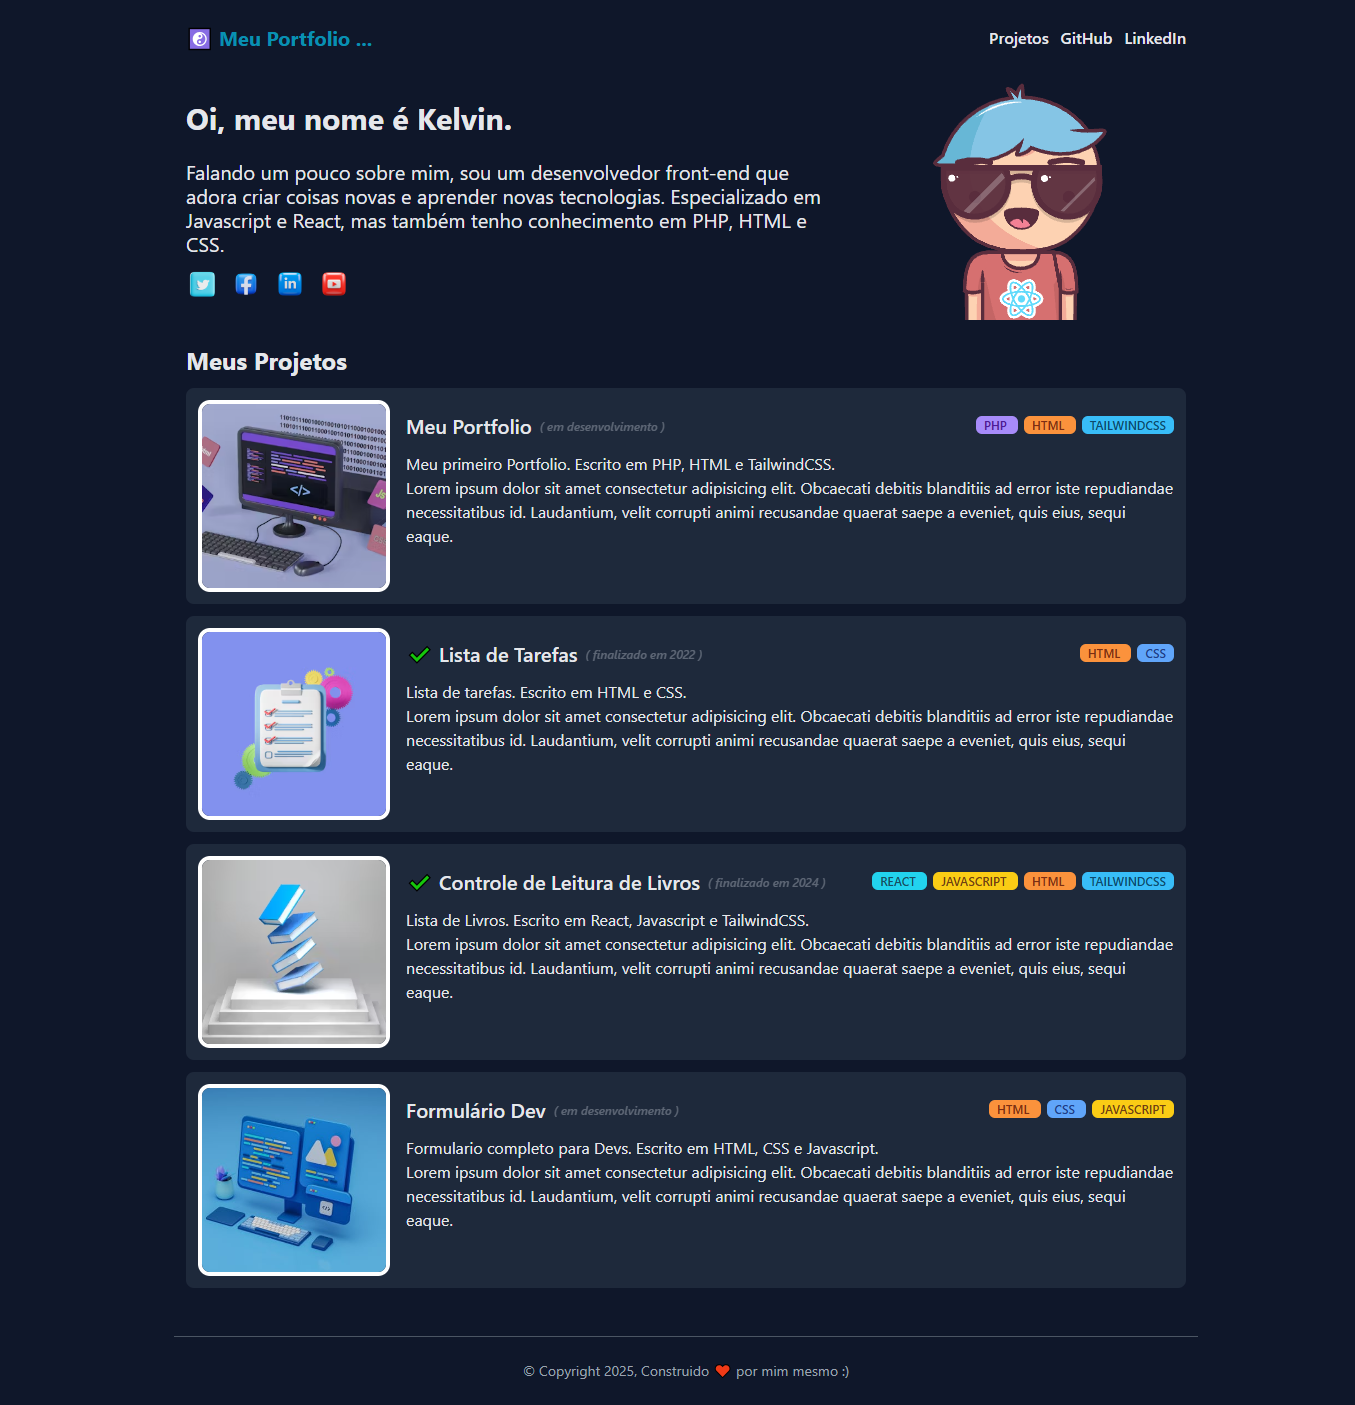 Meu Portfolio ...
Projetos GitHub LinkedIn
Oi, meu nome é Kelvin.
Falando um pouco sobre mim, sou um desenvolvedor front-end que
adora criar coisas novas e aprender novas tecnologias. Especializado em
Javascript e React, mas também tenho conhecimento em PHP, HTML e
CSS.
Meus Projetos
Meu Portfolio ( em desenvolvimento )
PHP HTML TAILWINDCSS
Meu primeiro Portfolio. Escrito em PHP, HTML e TailwindCSS.
Lorem ipsum dolor sit amet consectetur adipisicing elit. Obcaecati debitis blanditiis ad error iste repudiandae
necessitatibus id. Laudantium, velit corrupti animi recusandae quaerat saepe a eveniet, quis eius, sequi
eaque.
Lista de Tarefas ( finalizado em 2022 )
HTML CSS
Lista de tarefas. Escrito em HTML e CSS.
Lorem ipsum dolor sit amet consectetur adipisicing elit. Obcaecati debitis blanditiis ad error iste repudiandae
necessitatibus id. Laudantium, velit corrupti animi recusandae quaerat saepe a eveniet, quis eius, sequi
eaque.
Controle de Leitura de Livros ( finalizado em 2024 )
REACT JAVASCRIPT HTML TAILWINDCSS
Lista de Livros. Escrito em React, Javascript e TailwindCSS.
Lorem ipsum dolor sit amet consectetur adipisicing elit. Obcaecati debitis blanditiis ad error iste repudiandae
necessitatibus id. Laudantium, velit corrupti animi recusandae quaerat saepe a eveniet, quis eius, sequi
eaque.
Formulário Dev ( em desenvolvimento )
HTML CSS JAVASCRIPT
Formulario completo para Devs. Escrito em HTML, CSS e Javascript.
Lorem ipsum dolor sit amet consectetur adipisicing elit. Obcaecati debitis blanditiis ad error iste repudiandae
necessitatibus id. Laudantium, velit corrupti animi recusandae quaerat saepe a eveniet, quis eius, sequi
eaque.
© Copyright 2025, Construido ❤ por mim mesmo :)